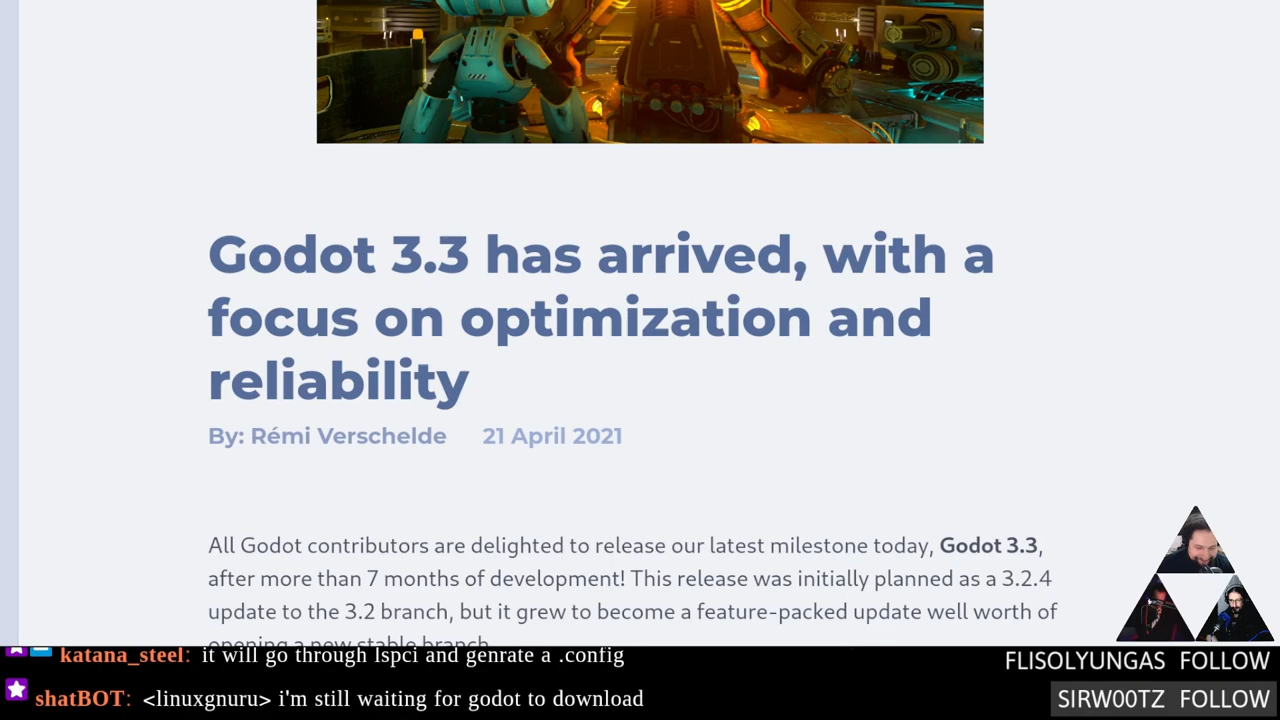 Godot 3.3 has arrived, with a
focus on optimization and
reliability
By: Rémi Verschelde 21 April 2021
All Godot contributors are delighted to release our latest milestone today, Godot 3.3,
after more than 7 months of development! This release was initially planned as a 3.2.4
update to the 3.2 branch, but it grew to become a feature-packed update well worth of
opening a new stable branch.
katana_steel: it will go through lspci and genrate a .config
shatBOT: <linuxgnuru> i'm still waiting for godot to download
FLISOLYUNGAS FOLLOW
SIRW00TZ FOLLOW